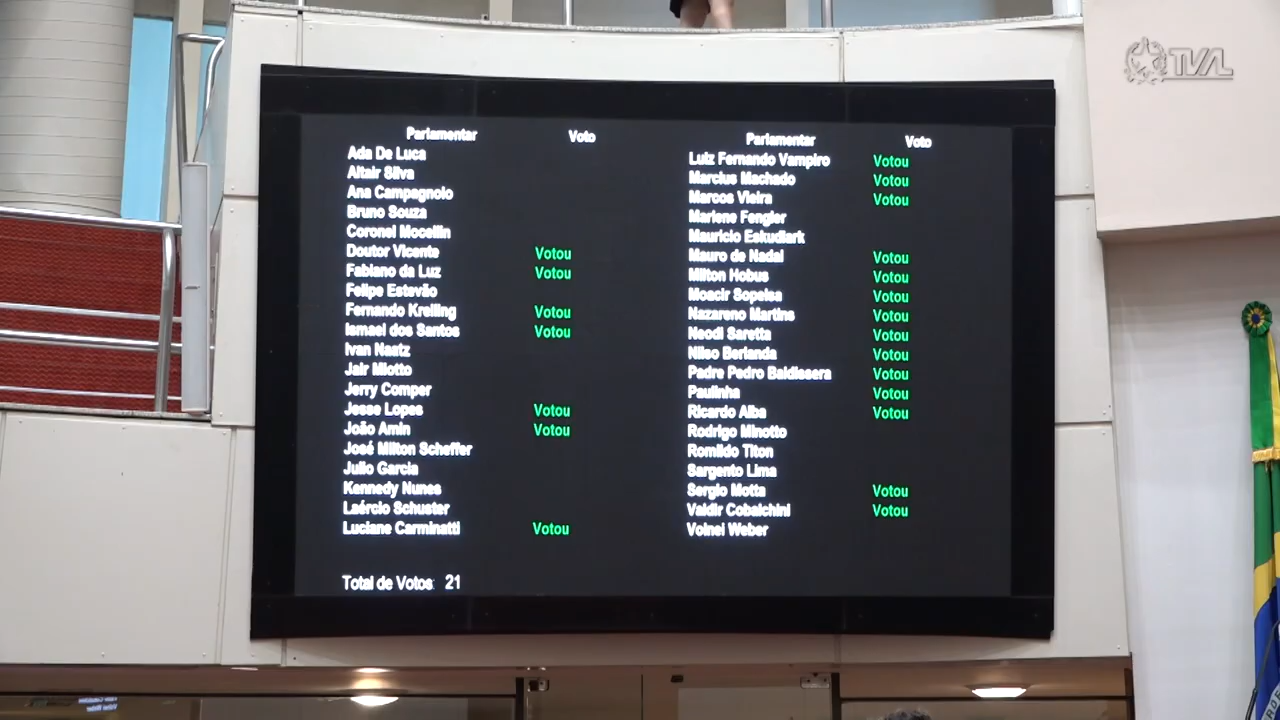 TVAL
Parlamentar Voto
Ada De Luca
Altair Silva
Ana Campagnolo
Bruno Souza
Coronel Mocellin
Doutor Vicente Votou
Fabiano da Luz Votou
Felipe Estevão
Fernando Krelling Votou
Ismael dos Santos Votou
Ivan Naatz
Jair Miotto
Jerry Comper
Jesse Lopes Votou
João Amin Votou
José Milton Scheffer
Julio Garcia
Kennedy Nunes
Laércio Schuster
Luciane Carminatti Votou
Total de Votos: 21
Parlamentar Voto
Luiz Fernando Vampiro Votou
Marcius Machado Votou
Marcos Vieira Votou
Marlene Fengler
Mauricio Eskudlark
Mauro de Nadal Votou
Milton Hobus Votou
Moacir Sopelsa Votou
Nazareno Martins Votou
Neodi Saretta Votou
Nilso Berlanda Votou
Padre Pedro Baldissera Votou
Paulinha Votou
Ricardo Alba Votou
Rodrigo Minotto
Romildo Titon
Sargento Lima
Sergio Motta Votou
Valdir Cobalchini Votou
Volnei Weber